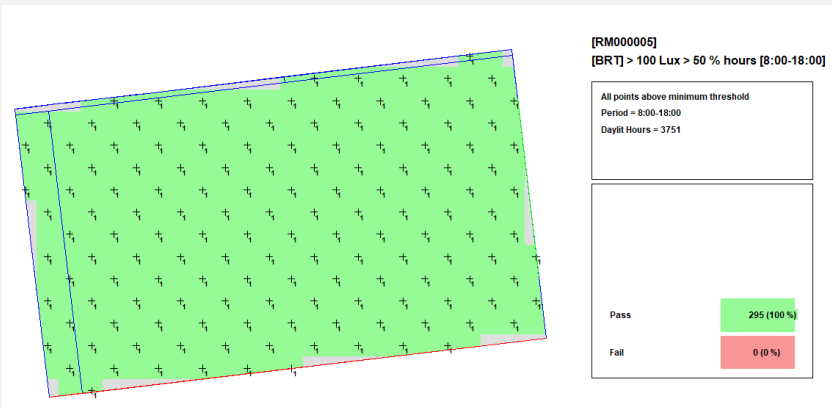 [RM000005]
[BRT] > 100 Lux > 50 % hours [8:00-18:00]
All points above minimum threshold
Period = 8:00-18:00
Daylit Hours = 3751
Pass 295 (100 %)
Fail 0 (0 %)